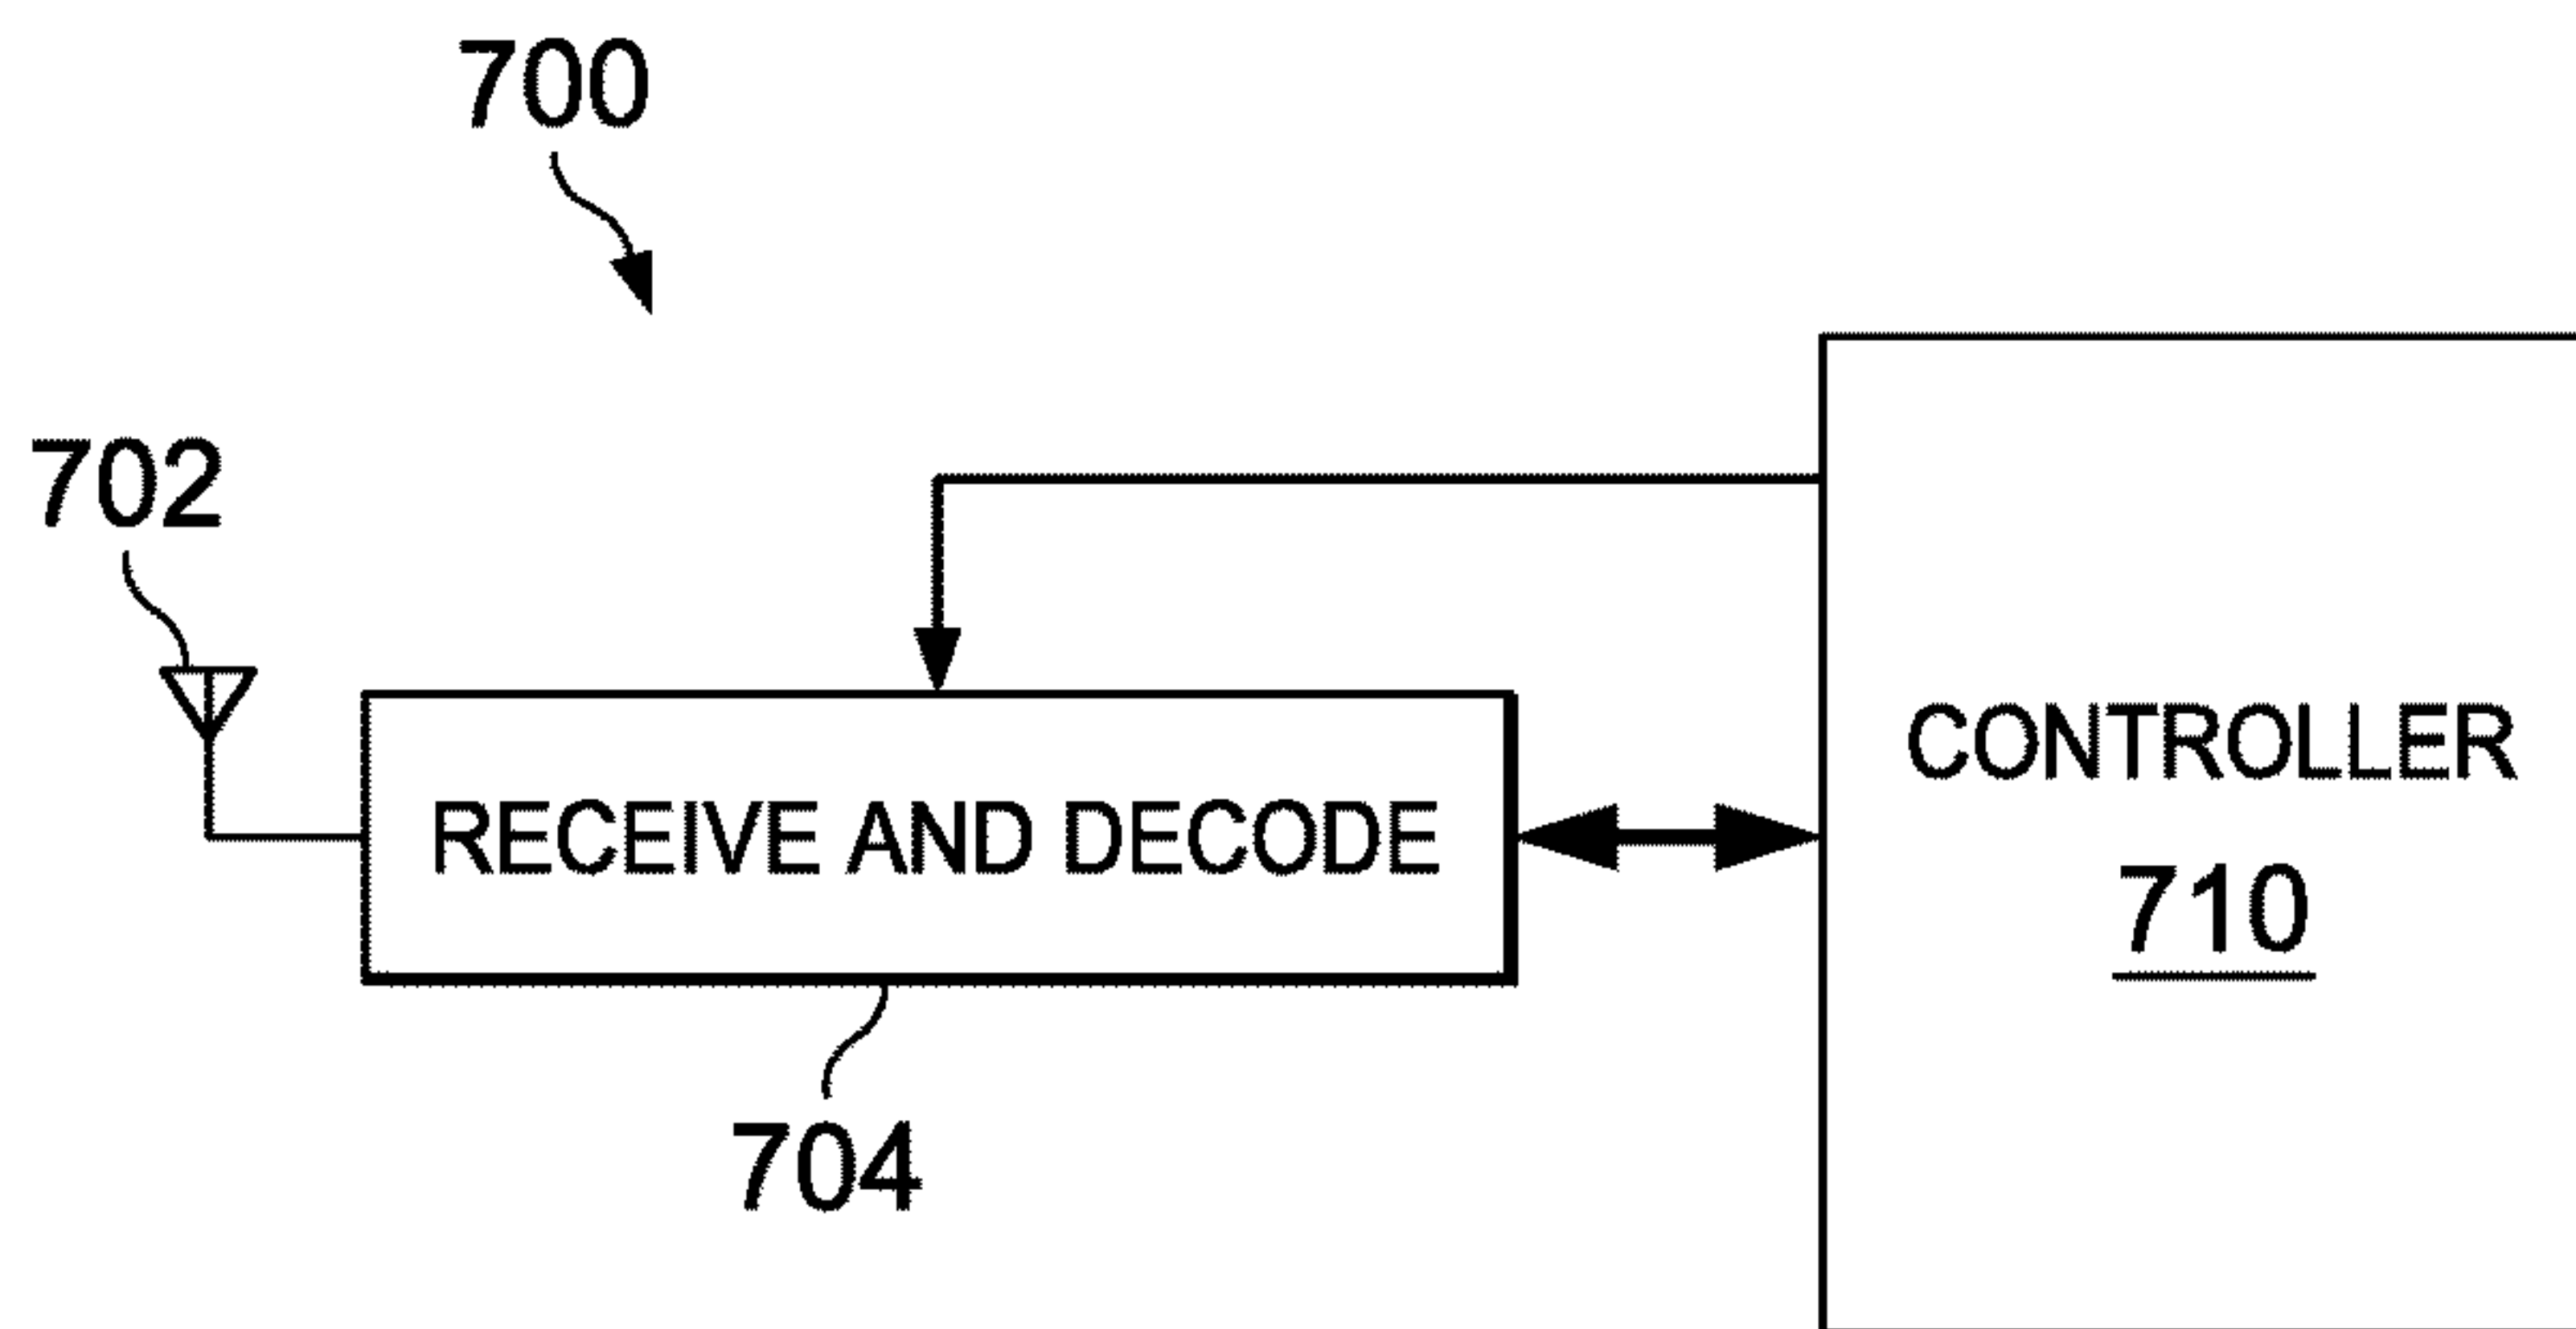 700
702
RECEIVE AND DECODE
704
CONTROLLER
710